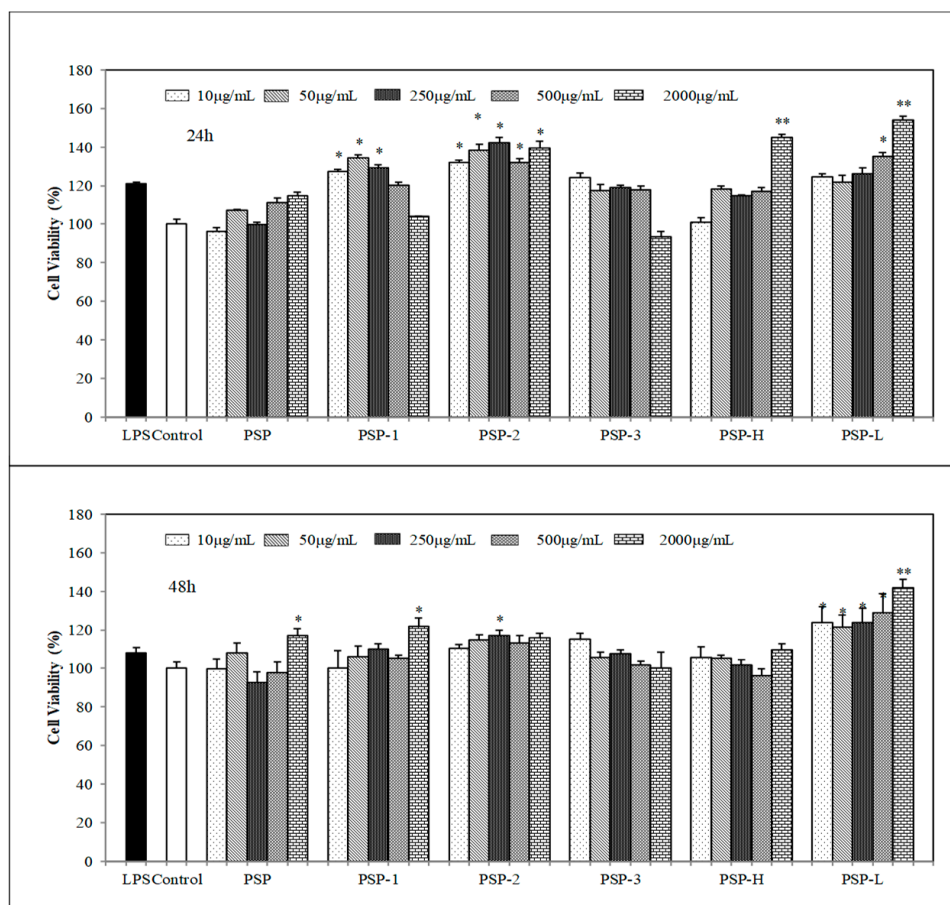 180
10μg/mL 50μg/mL 250μg/mL 500μg/mL 2000μg/mL
160
** **
24h
140
* * * * * * * * *
120
100
80
60
40
20
0
Cell Viability (%)
LPS Control PSP PSP-1 PSP-2 PSP-3 PSP-H PSP-L
180
10μg/mL 50μg/mL 250μg/mL 500μg/mL 2000μg/mL
160
48h
**
140
* * * * * * *
120
100
80
60
40
20
0
Cell Viability (%)
LPS Control PSP PSP-1 PSP-2 PSP-3 PSP-H PSP-L